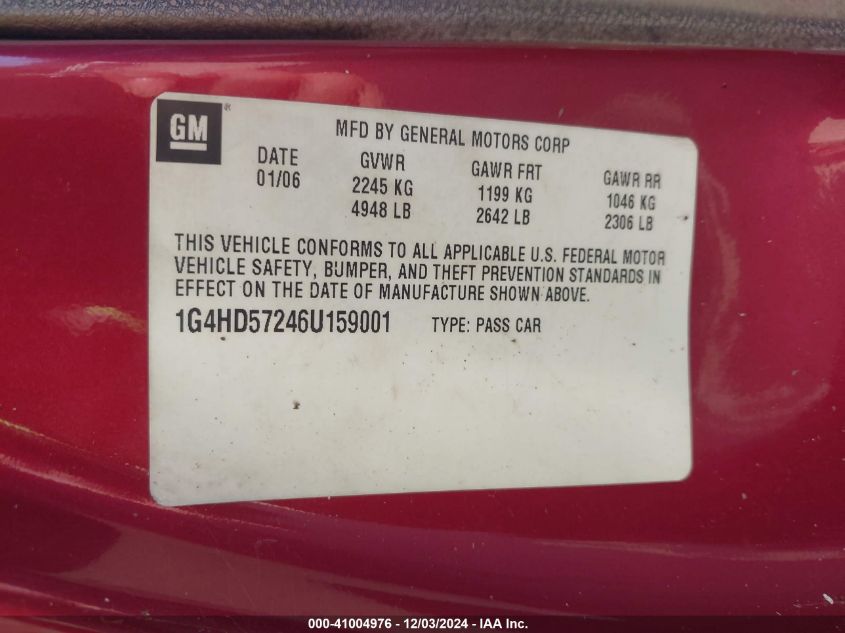 GM ®
MFD BY GENERAL MOTORS CORP
DATE GVWR GAWR FRT GAWR RR
01/06 2245 KG 1199 KG 1046 KG
4948 LB 2642 LB 2306 LB
THIS VEHICLE CONFORMS TO ALL APPLICABLE U.S. FEDERAL MOTOR
VEHICLE SAFETY, BUMPER, AND THEFT PREVENTION STANDARDS IN
EFFECT ON THE DATE OF MANUFACTURE SHOWN ABOVE.
1G4HD57246U159001 TYPE: PASS CAR
000-41004976 - 12/03/2024 - IAA Inc.